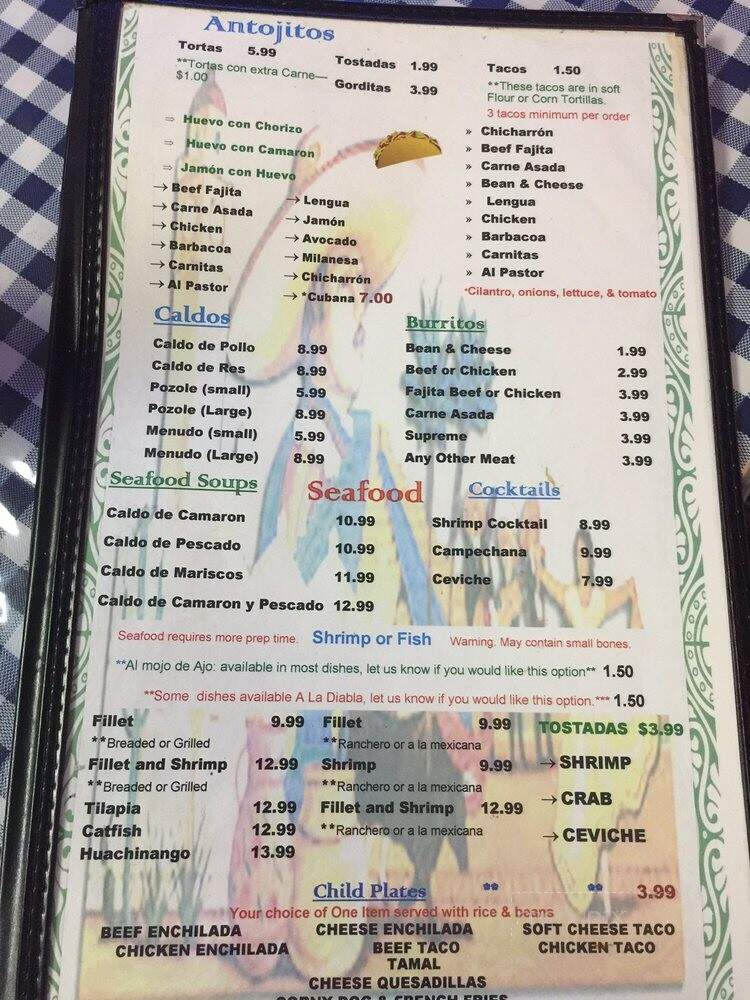 Antojitos
Tortas 5.99
**Tortas con extra Carne—
$1.00
Tostadas 1.99
Gorditas 3.99
Tacos 1.50
**These tacos are in soft
Flour or Corn Tortillas.
3 tacos minimum per order
⇒ Huevo con Chorizo
⇒ Huevo con Camaron
⇒ Jamón con Huevo
→ Beef Fajita
→ Carne Asada
→ Chicken
→ Barbacoa
→ Carnitas
→ Al Pastor
→ Lengua
→ Jamón
→ Avocado
→ Milanesa
→ Chicharrón
→ *Cubana 7.00
» Chicharrón
» Beef Fajita
» Carne Asada
» Bean & Cheese
» Lengua
» Chicken
» Barbacoa
» Carnitas
» Al Pastor
*Cilantro, onions, lettuce, & tomato
Caldos
Caldo de Pollo 8.99
Caldo de Res 8.99
Pozole (small) 5.99
Pozole (Large) 8.99
Menudo (small) 5.99
Menudo (Large) 8.99
Burritos
Bean & Cheese 1.99
Beef or Chicken 2.99
Fajita Beef or Chicken 3.99
Carne Asada 3.99
Supreme 3.99
Any Other Meat 3.99
Seafood
Seafood Soups
Caldo de Camaron 10.99
Caldo de Pescado 10.99
Caldo de Mariscos 11.99
Caldo de Camaron y Pescado 12.99
Cocktails
Shrimp Cocktail 8.99
Campechana 9.99
Ceviche 7.99
Seafood requires more prep time. Shrimp or Fish Warning. May contain small bones.
**Al mojo de Ajo: available in most dishes, let us know if you would like this option** 1.50
**Some dishes available A La Diabla, let us know if you would like this option.*** 1.50
Fillet 9.99
**Breaded or Grilled
Fillet and Shrimp 12.99
**Breaded or Grilled
Tilapia 12.99
Catfish 12.99
Huachinango 13.99
Fillet 9.99
**Ranchero or a la mexicana
Shrimp 9.99
**Ranchero or a la mexicana
Fillet and Shrimp 12.99
**Ranchero or a la mexicana
TOSTADAS $3.99
→ SHRIMP
→ CRAB
→ CEVICHE
Child Plates ** ** 3.99
Your choice of One Item served with rice & beans
BEEF ENCHILADA CHEESE ENCHILADA SOFT CHEESE TACO
CHICKEN ENCHILADA BEEF TACO CHICKEN TACO
TAMAL
CHEESE QUESADILLAS
CORNY DOG & FRENCH FRIES